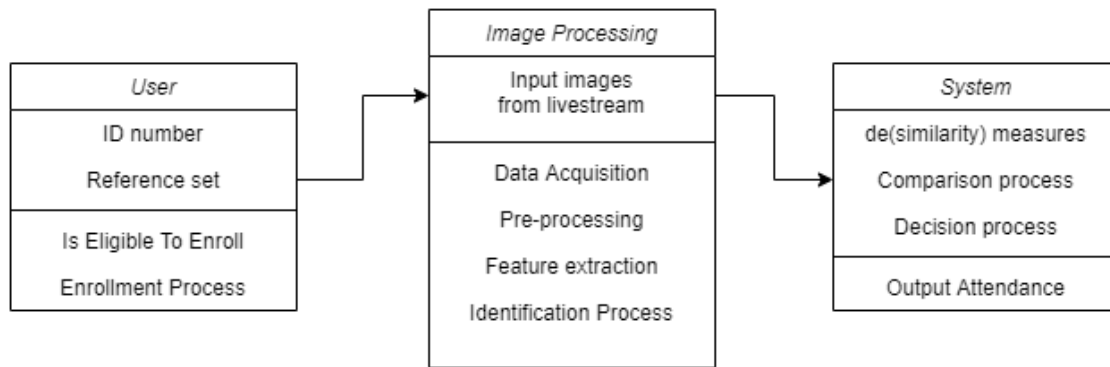 User
ID number
Reference set
Is Eligible To Enroll
Enrollment Process
Image Processing
Input images
from livestream
Data Acquisition
Pre-processing
Feature extraction
Identification Process
System
de(similarity) measures
Comparison process
Decision process
Output Attendance